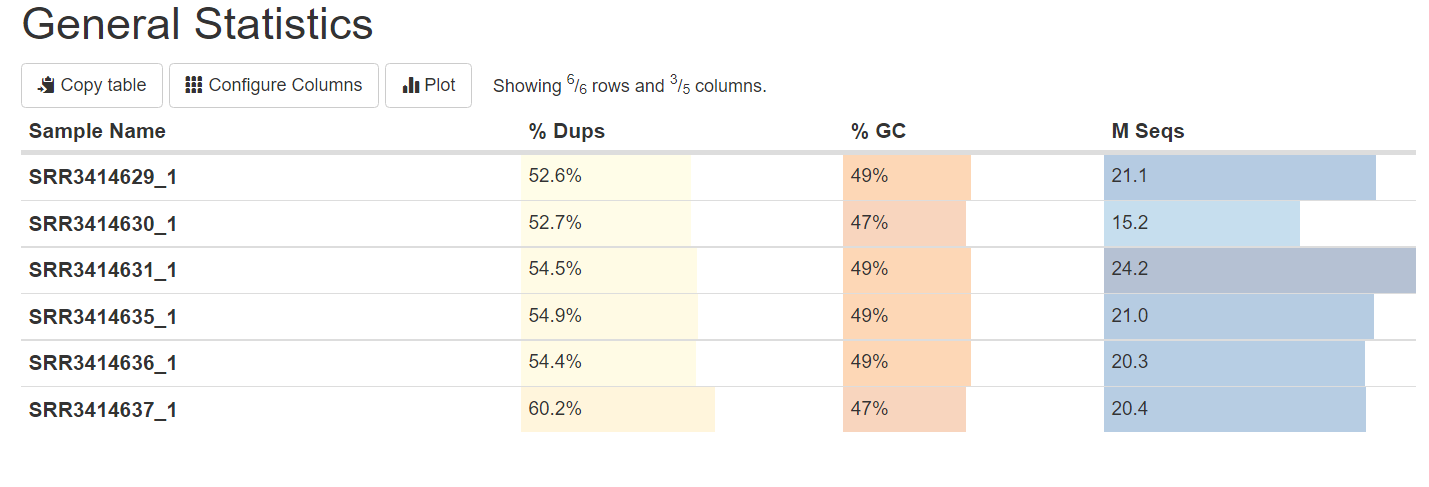 General Statistics
Copy table Configure Columns Plot Showing 6/6 rows and 3/5 columns.
Sample Name % Dups % GC M Seqs
SRR3414629_1 52.6% 49% 21.1
SRR3414630_1 52.7% 47% 15.2
SRR3414631_1 54.5% 49% 24.2
SRR3414635_1 54.9% 49% 21.0
SRR3414636_1 54.4% 49% 20.3
SRR3414637_1 60.2% 47% 20.4